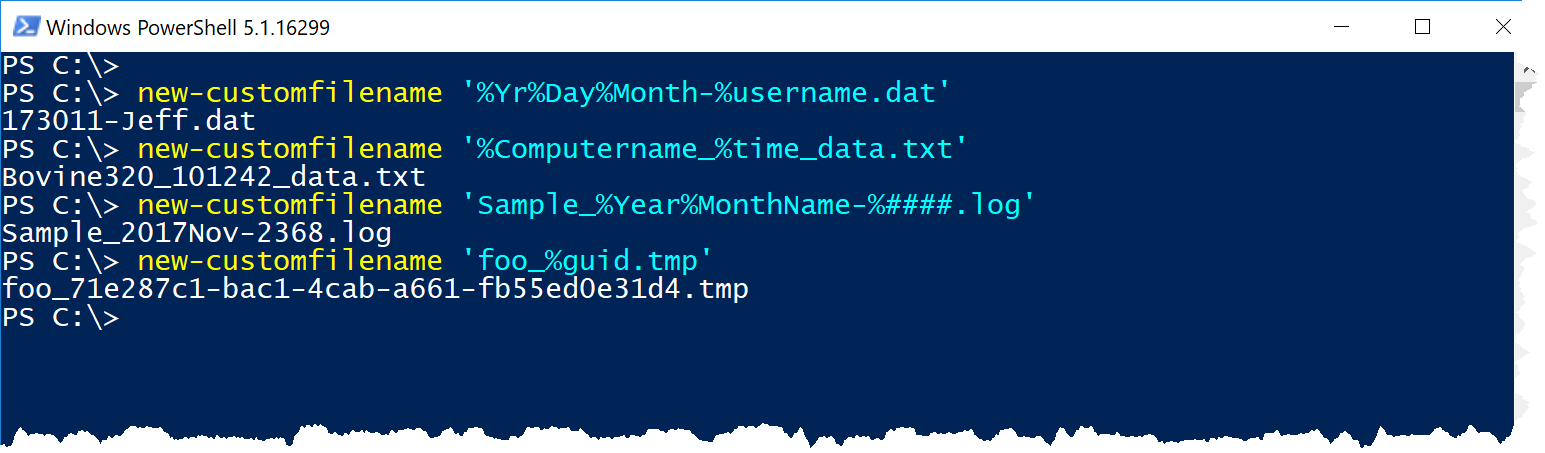 Windows PowerShell 5.1.16299
PS C:\>
PS C:\> new-customfilename '%Yr%Day%Month-%username.dat'
173011-Jeff.dat
PS C:\> new-customfilename '%Computername_%time_data.txt'
Bovine320_101242_data.txt
PS C:\> new-customfilename 'Sample_%Year%MonthName-%####.log'
Sample_2017Nov-2368.log
PS C:\> new-customfilename 'foo_%guid.tmp'
foo_71e287c1-bac1-4cab-a661-fb55ed0e31d4.tmp
PS C:\>